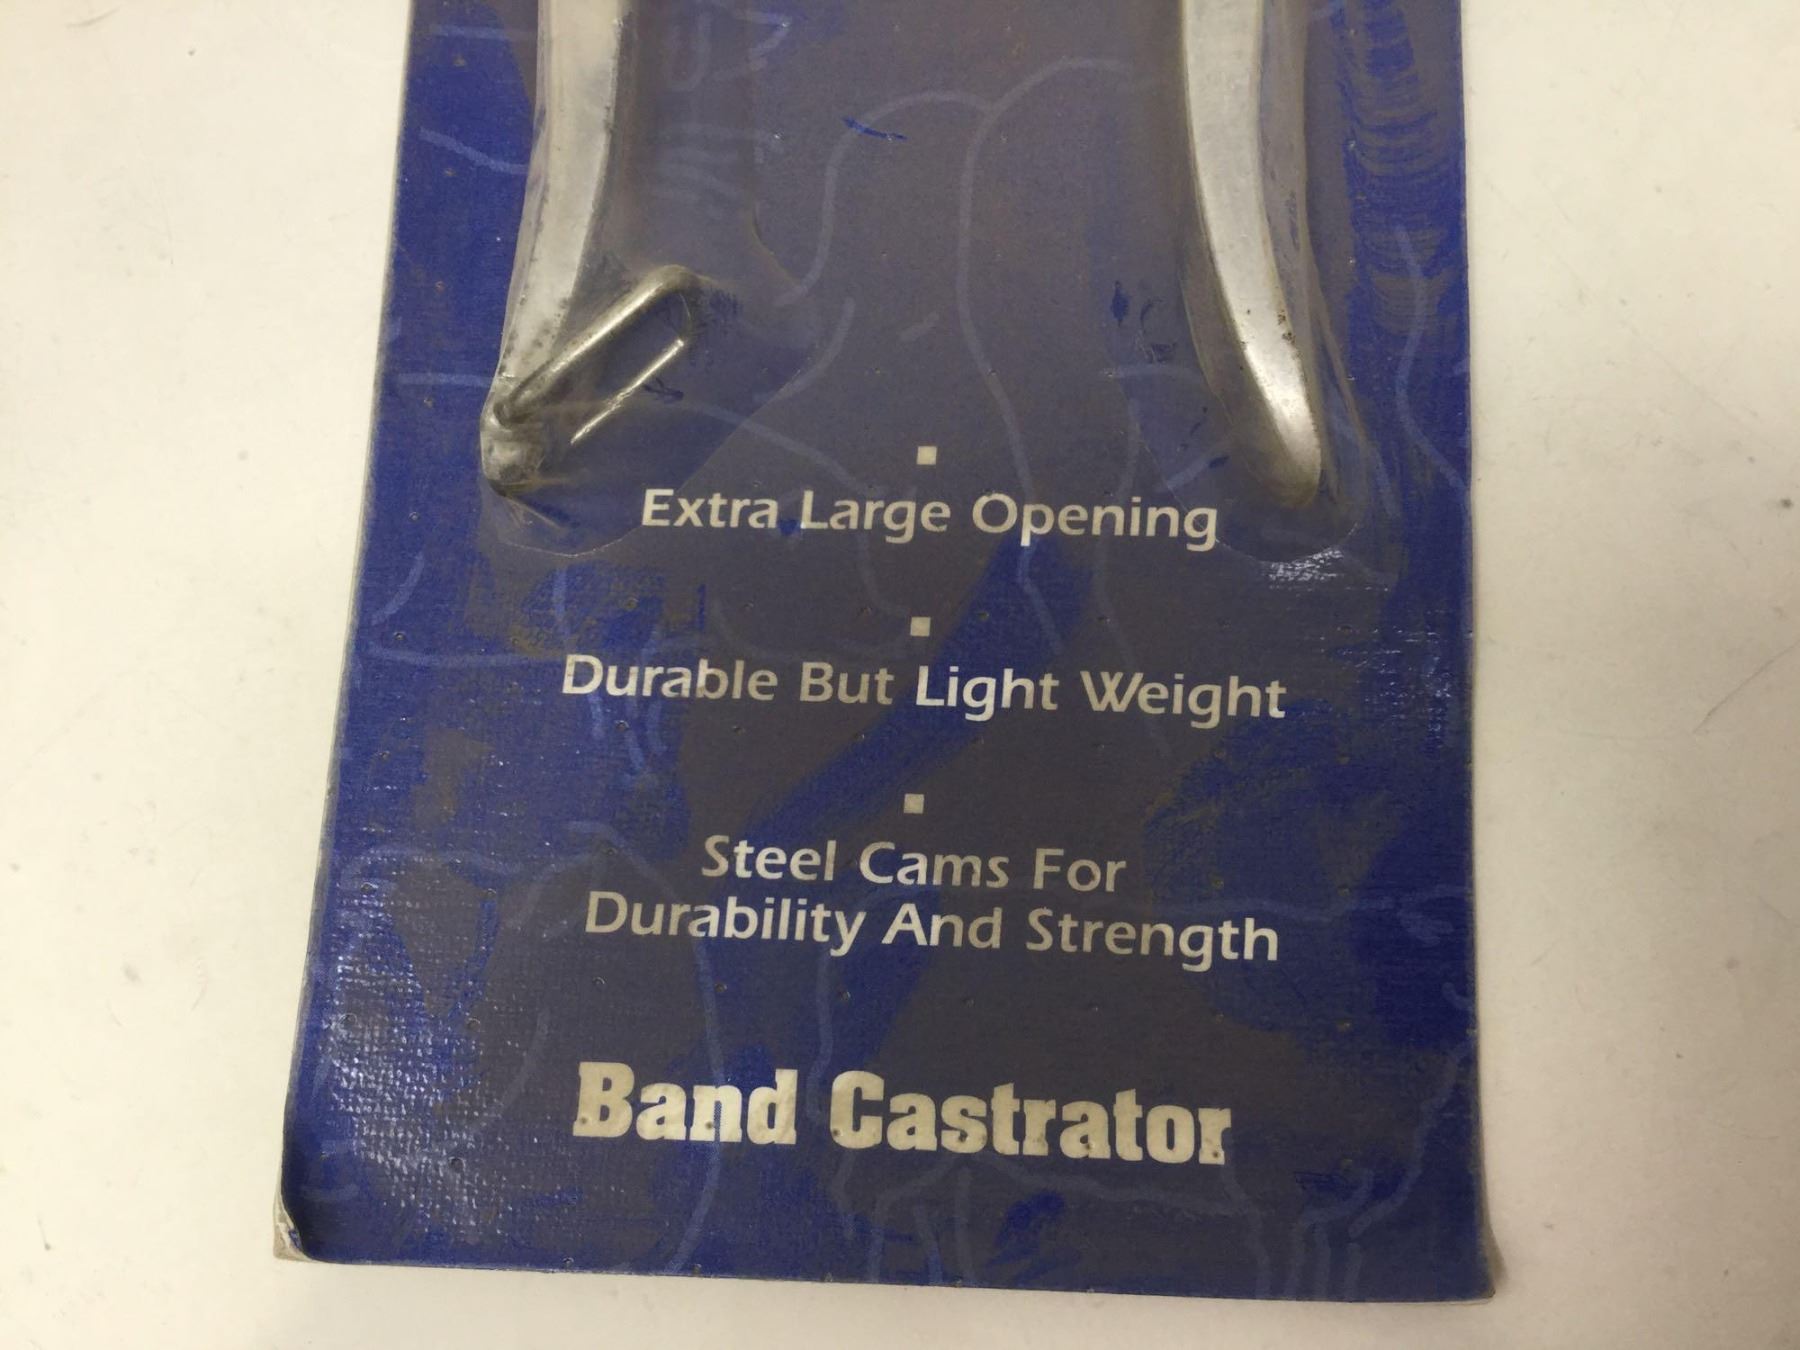 Extra Large Opening
Durable But Light Weight
Steel Cams For
Durability And Strength
Band Castrator